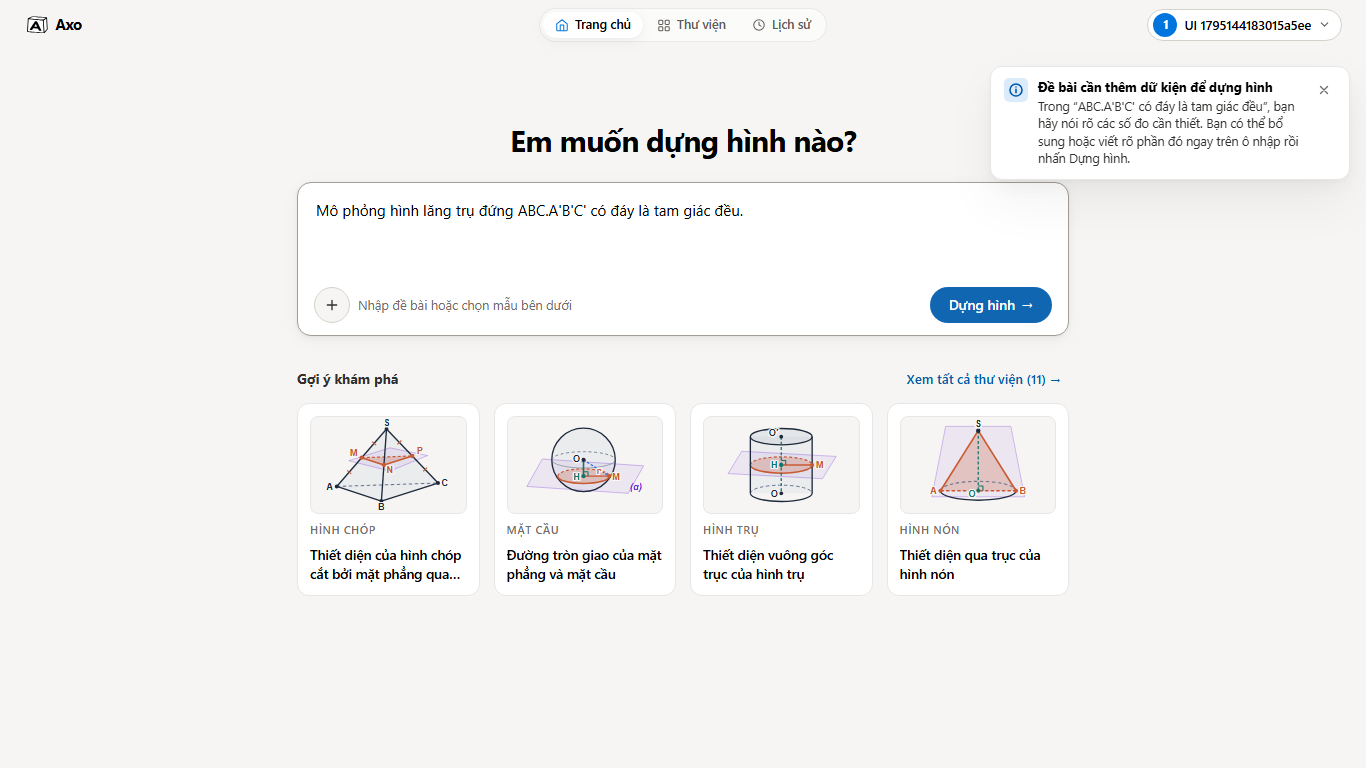 Axo
Trang chủ
Thư viện
Lịch sử
1
UI 1795144183015a5ee
Đề bài cần thêm dữ kiện để dựng hình
Trong “ABC.A'B'C' có đáy là tam giác đều”, bạn
hãy nói rõ các số đo cần thiết. Bạn có thể bổ
sung hoặc viết rõ phần đó ngay trên ô nhập rồi
nhấn Dựng hình.
Em muốn dựng hình nào?
Mô phỏng hình lăng trụ đứng ABC.A'B'C' có đáy là tam giác đều.
Nhập đề bài hoặc chọn mẫu bên dưới
Dựng hình →
Gợi ý khám phá
Xem tất cả thư viện (11) →
S
M
P
N
A
C
B
HÌNH CHÓP
Thiết diện của hình chóp
cắt bởi mặt phẳng qua...
O
r
H
M
(α)
MẶT CẦU
Đường tròn giao của mặt
phẳng và mặt cầu
O'
H
M
O
HÌNH TRỤ
Thiết diện vuông góc
trục của hình trụ
S
A
O
B
HÌNH NÓN
Thiết diện qua trục của
hình nón